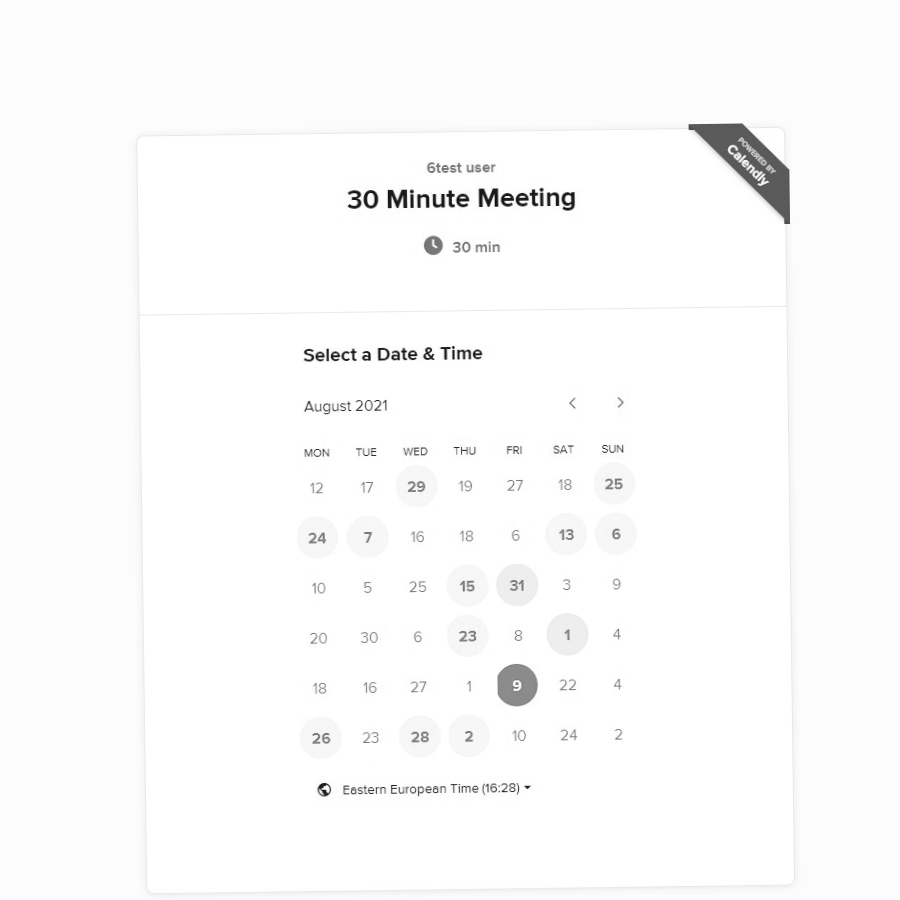 POWERED BY
Calendly
6test user
30 Minute Meeting
30 min
Select a Date & Time
August 2021
MON TUE WED THU FRI SAT SUN
12 17 29 19 27 18 25
24 7 16 18 6 13 6
10 5 25 15 31 3 9
20 30 6 23 8 1 4
18 16 27 1 9 22 4
26 23 28 2 10 24 2
Eastern European Time (16:28)